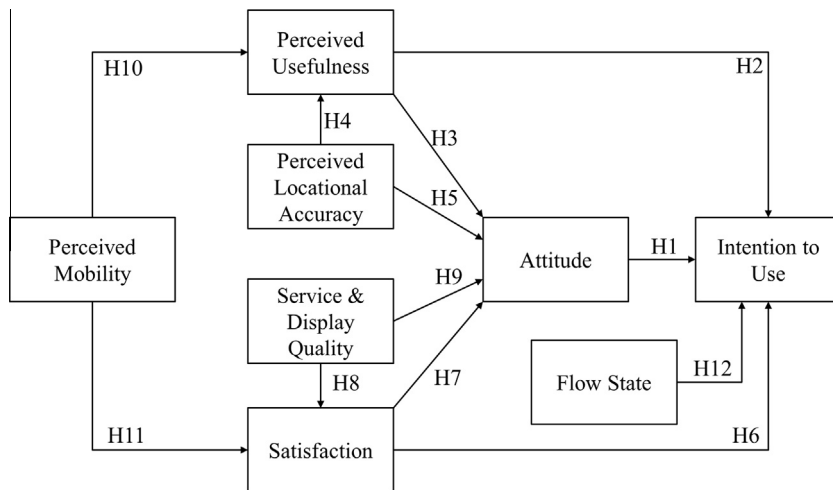 Perceived
Usefulness
H10
H2
H4
H3
Perceived
Locational
Accuracy
H5
Perceived
Mobility
Attitude
H1
Intention to
Use
Service &
Display
Quality
H9
H8
H7
Flow State
H12
H11
Satisfaction
H6